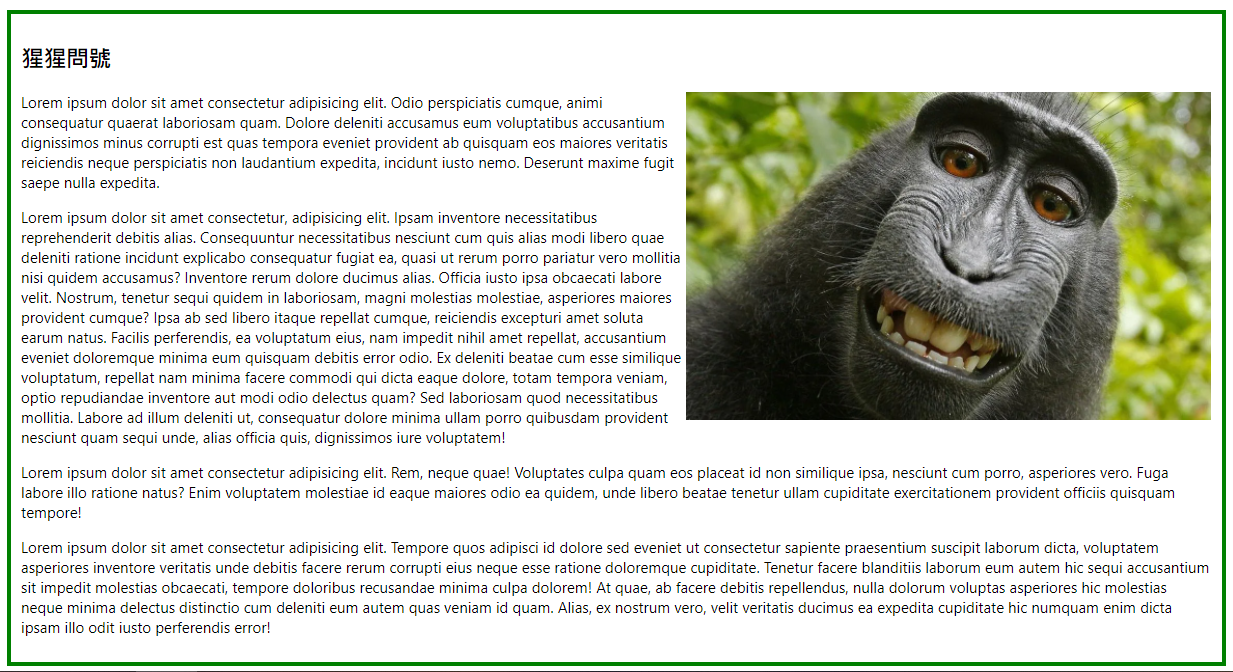 猩猩問號
Lorem ipsum dolor sit amet consectetur adipisicing elit. Odio perspiciatis cumque, animi
consequatur quaerat laboriosam quam. Dolore deleniti accusamus eum voluptatibus accusantium
dignissimos minus corrupti est quas tempora eveniet provident ab quisquam eos maiores veritatis
reiciendis neque perspiciatis non laudantium expedita, incidunt iusto nemo. Deserunt maxime fugit
saepe nulla expedita.
Lorem ipsum dolor sit amet consectetur, adipisicing elit. Ipsam inventore necessitatibus
reprehenderit debitis alias. Consequuntur necessitatibus nesciunt cum quis alias modi libero quae
deleniti ratione incidunt explicabo consequatur fugiat ea, quasi ut rerum porro pariatur vero mollitia
nisi quidem accusamus? Inventore rerum dolore ducimus alias. Officia iusto ipsa obcaecati labore
velit. Nostrum, tenetur sequi quidem in laboriosam, magni molestias molestiae, asperiores maiores
provident cumque? Ipsa ab sed libero itaque repellat cumque, reiciendis excepturi amet soluta
earum natus. Facilis perferendis, ea voluptatum eius, nam impedit nihil amet repellat, accusantium
eveniet doloremque minima eum quisquam debitis error odio. Ex deleniti beatae cum esse similique
voluptatum, repellat nam minima facere commodi qui dicta eaque dolore, totam tempora veniam,
optio repudiandae inventore aut modi odio delectus quam? Sed laboriosam quod necessitatibus
mollitia. Labore ad illum deleniti ut, consequatur dolore minima ullam porro quibusdam provident
nesciunt quam sequi unde, alias officia quis, dignissimos iure voluptatem!
Lorem ipsum dolor sit amet consectetur adipisicing elit. Rem, neque quae! Voluptates culpa quam eos placeat id non similique ipsa, nesciunt cum porro, asperiores vero. Fuga
labore illo ratione natus? Enim voluptatem molestiae id eaque maiores odio ea quidem, unde libero beatae tenetur ullam cupiditate exercitationem provident officiis quisquam
tempore!
Lorem ipsum dolor sit amet consectetur adipisicing elit. Tempore quos adipisci id dolore sed eveniet ut consectetur sapiente praesentium suscipit laborum dicta, voluptatem
asperiores inventore veritatis unde debitis facere rerum corrupti eius neque esse ratione doloremque cupiditate. Tenetur facere blanditiis laborum eum autem hic sequi accusantium
sit impedit molestias obcaecati, tempore doloribus recusandae minima culpa dolorem! At quae, ab facere debitis repellendus, nulla dolorum voluptas asperiores hic molestias
neque minima delectus distinctio cum deleniti eum autem quas veniam id quam. Alias, ex nostrum vero, velit veritatis ducimus ea expedita cupiditate hic numquam enim dicta
ipsam illo odit iusto perferendis error!